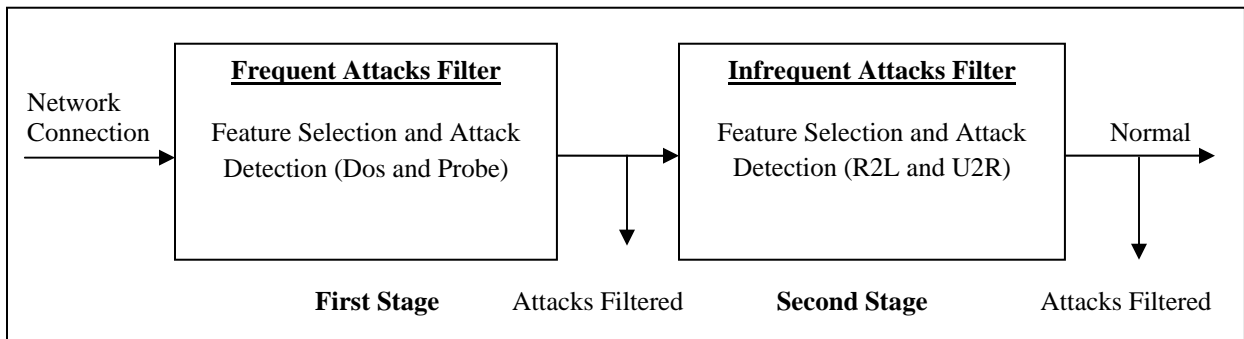 Network
Connection
Frequent Attacks Filter
Feature Selection and Attack
Detection (Dos and Probe)
Infrequent Attacks Filter
Feature Selection and Attack
Detection (R2L and U2R)
Normal
First Stage
Attacks Filtered
Second Stage
Attacks Filtered